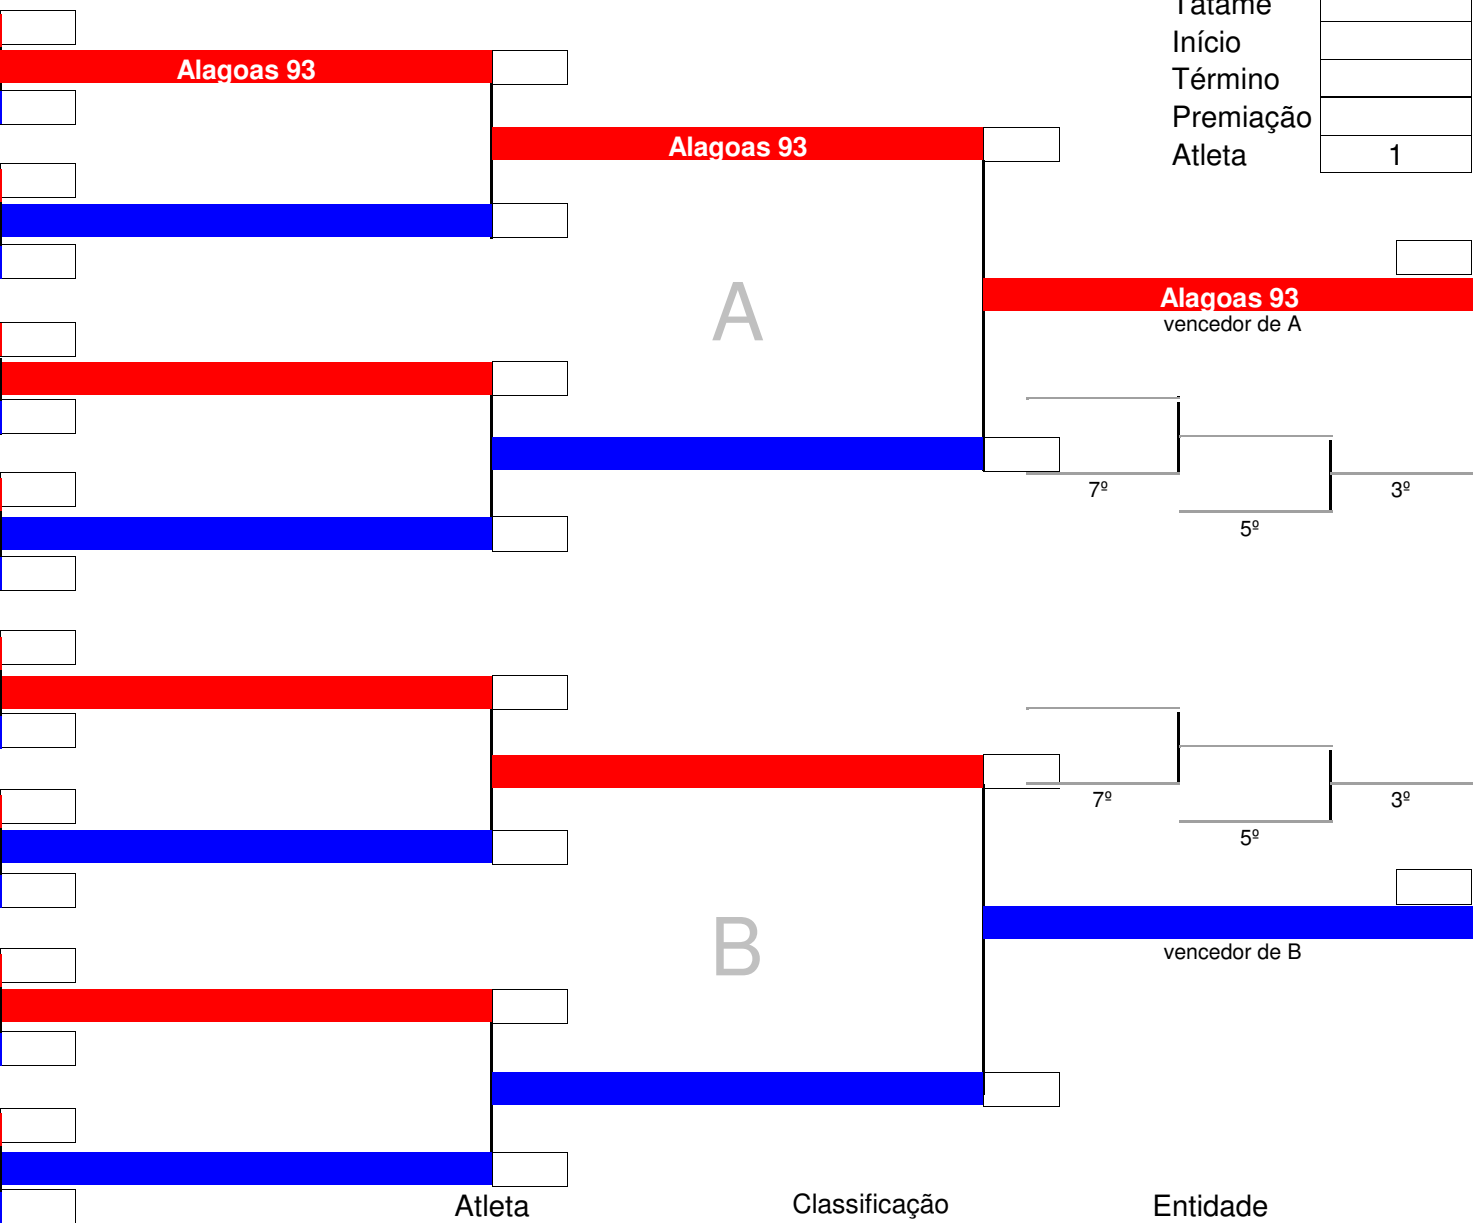 Tatame
Início
Alagoas 93
Término
Premiação
Alagoas 93
Atleta 1
A
Alagoas 93
vencedor de A
7º 3º
5º
7º 3º
5º
B
vencedor de B
Atleta Classificação Entidade